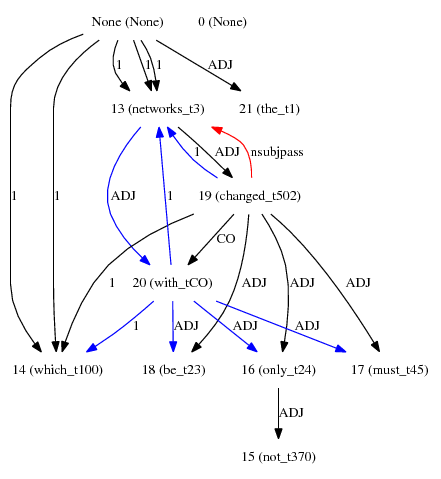 None (None) 0 (None)
1 1 1 ADJ
13 (networks_t3) 21 (the_t1)
1 ADJ nsubjpass
1 1 ADJ 1 19 (changed_t502)
CO
1 ADJ ADJ ADJ
20 (with_tCO)
1 ADJ ADJ ADJ
14 (which_t100) 18 (be_t23) 16 (only_t24) 17 (must_t45)
ADJ
15 (not_t370)